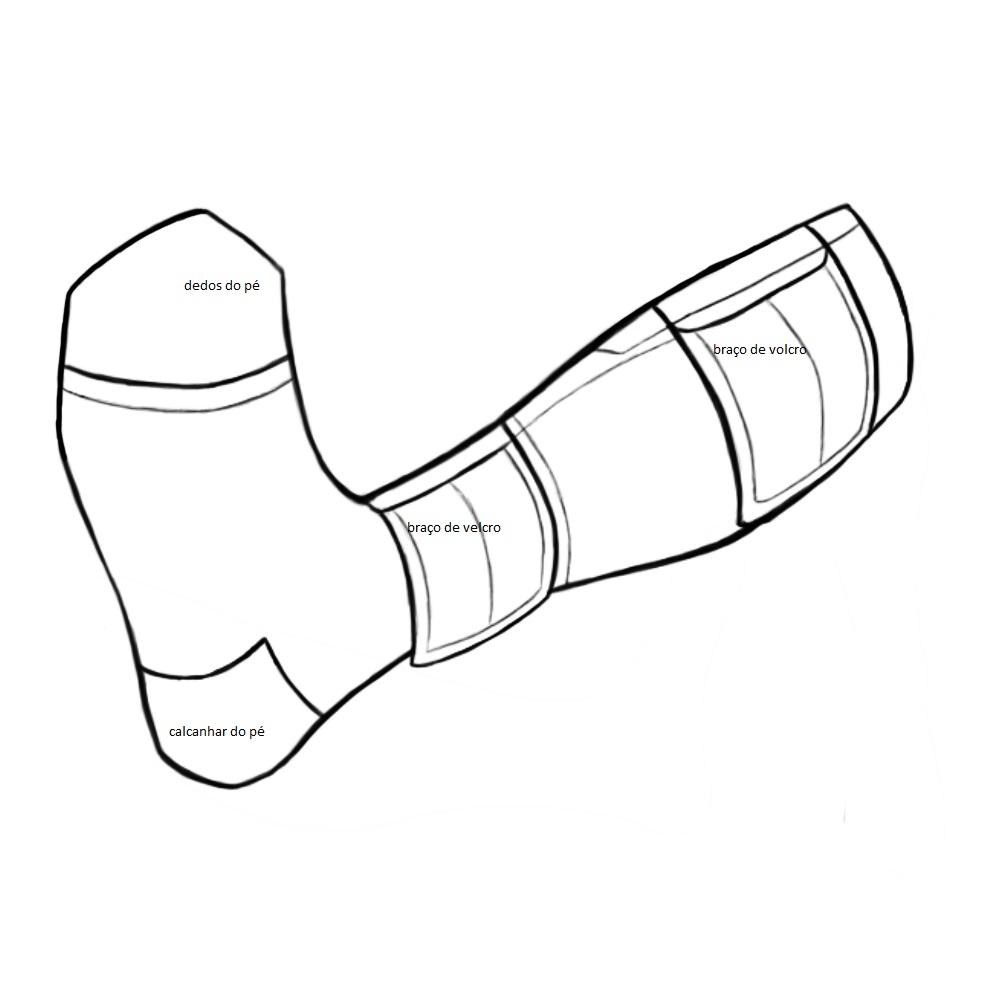 dedos do pé
braço de volcro
braço de velcro
calcanhar do pé